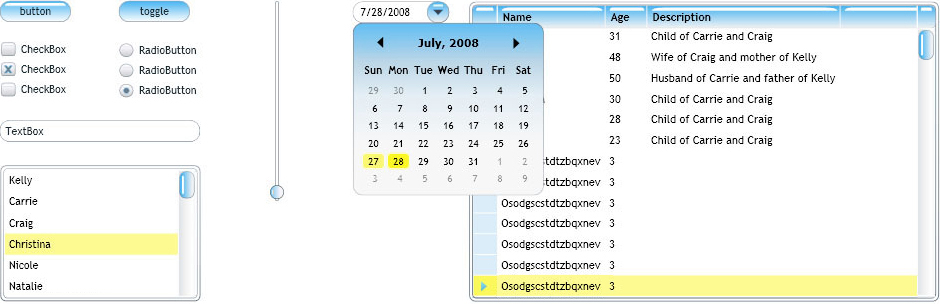 button
toggle
CheckBox
CheckBox
CheckBox
RadioButton
RadioButton
RadioButton
TextBox
Kelly
Carrie
Craig
Christina
Nicole
Natalie
7/28/2008
July, 2008
Sun Mon Tue Wed Thu Fri Sat
29 30 1 2 3 4 5
6 7 8 9 10 11 12
13 14 15 16 17 18 19
20 21 22 23 24 25 26
27 28 29 30 31 1 2
3 4 5 6 7 8 9
Name Age Description
31 Child of Carrie and Craig
48 Wife of Craig and mother of Kelly
50 Husband of Carrie and father of Kelly
30 Child of Carrie and Craig
28 Child of Carrie and Craig
23 Child of Carrie and Craig
stdtzbqxnev 3
stdtzbqxnev 3
Osodgscstdtzbqxnev 3
Osodgscstdtzbqxnev 3
Osodgscstdtzbqxnev 3
Osodgscstdtzbqxnev 3
Osodgscstdtzbqxnev 3